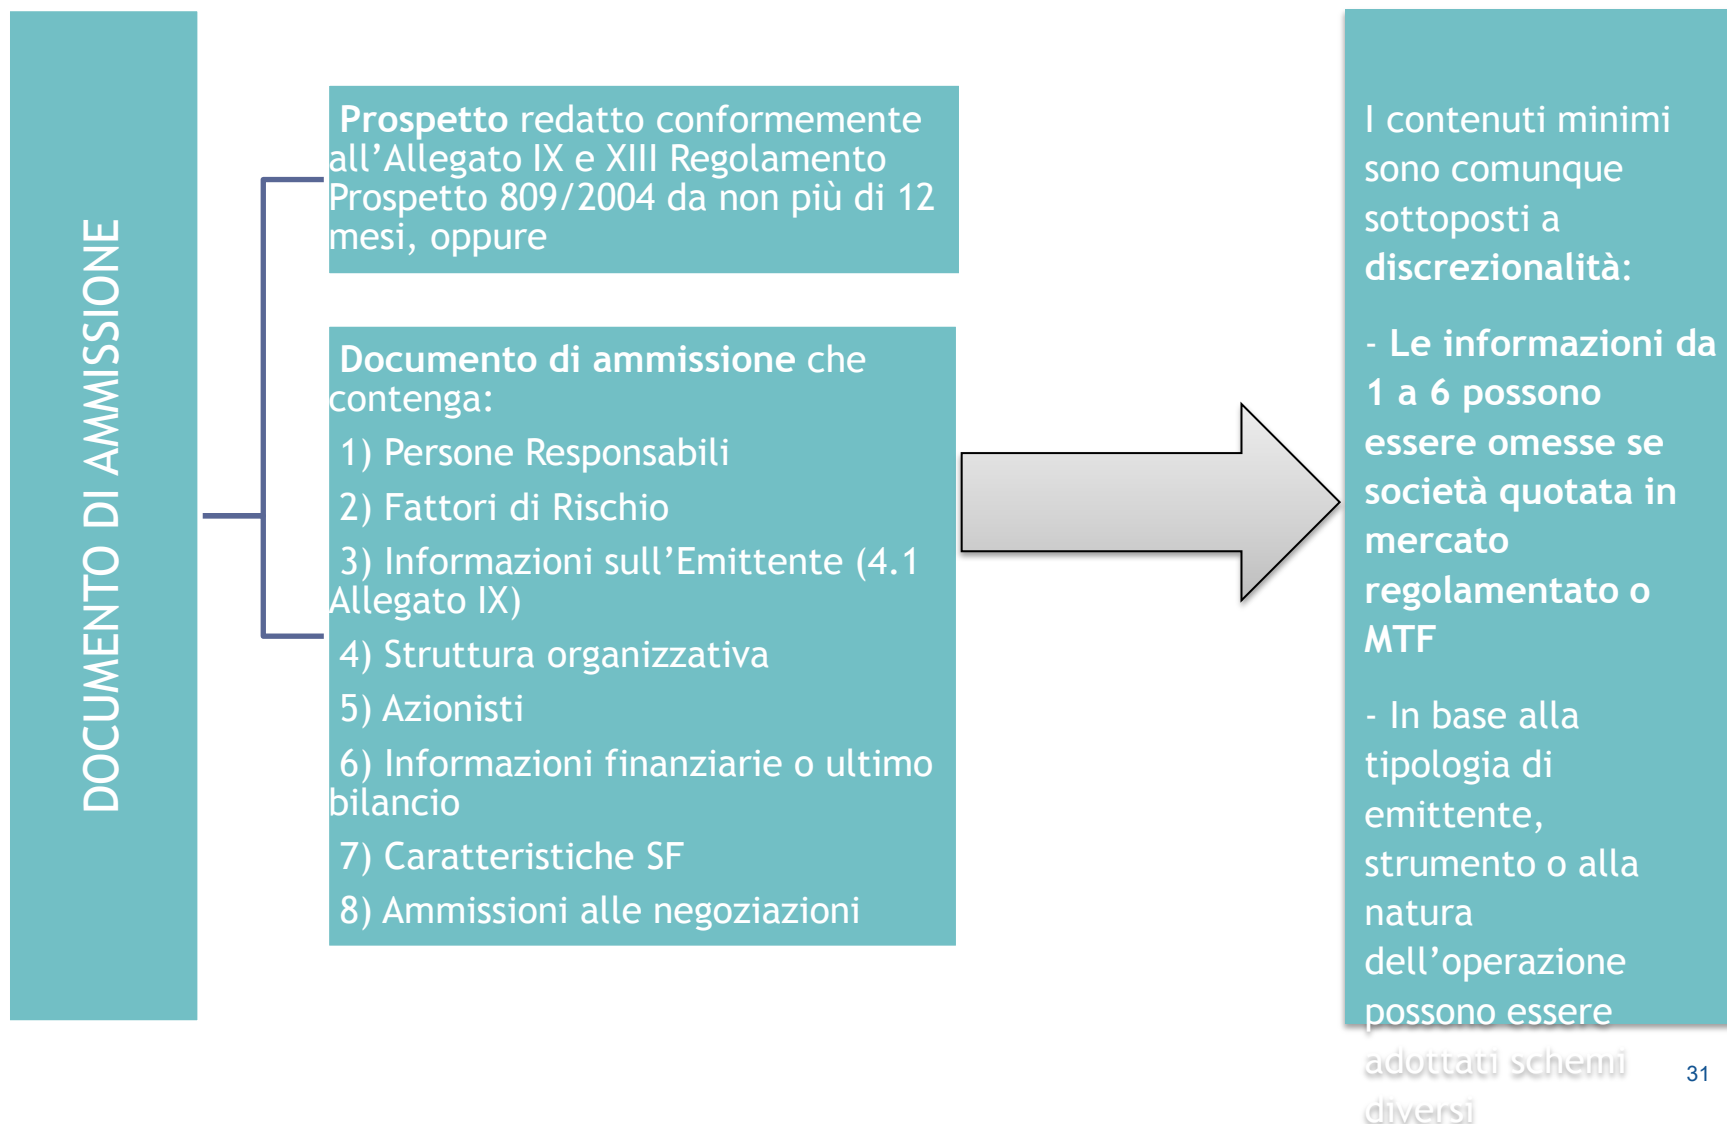 DOCUMENTO DI AMMISSIONE
Prospetto redatto conformemente
all’Allegato IX e XIII Regolamento
Prospetto 809/2004 da non più di 12
mesi, oppure
Documento di ammissione che
contenga:
1) Persone Responsabili
2) Fattori di Rischio
3) Informazioni sull’Emittente (4.1
Allegato IX)
4) Struttura organizzativa
5) Azionisti
6) Informazioni finanziarie o ultimo
bilancio
7) Caratteristiche SF
8) Ammissioni alle negoziazioni
I contenuti minimi
sono comunque
sottoposti a
discrezionalità:
- Le informazioni da
1 a 6 possono
essere omesse se
società quotata in
mercato
regolamentato o
MTF
- In base alla
tipologia di
emittente,
strumento o alla
natura
dell’operazione
possono essere
adottati schemi
diversi
31